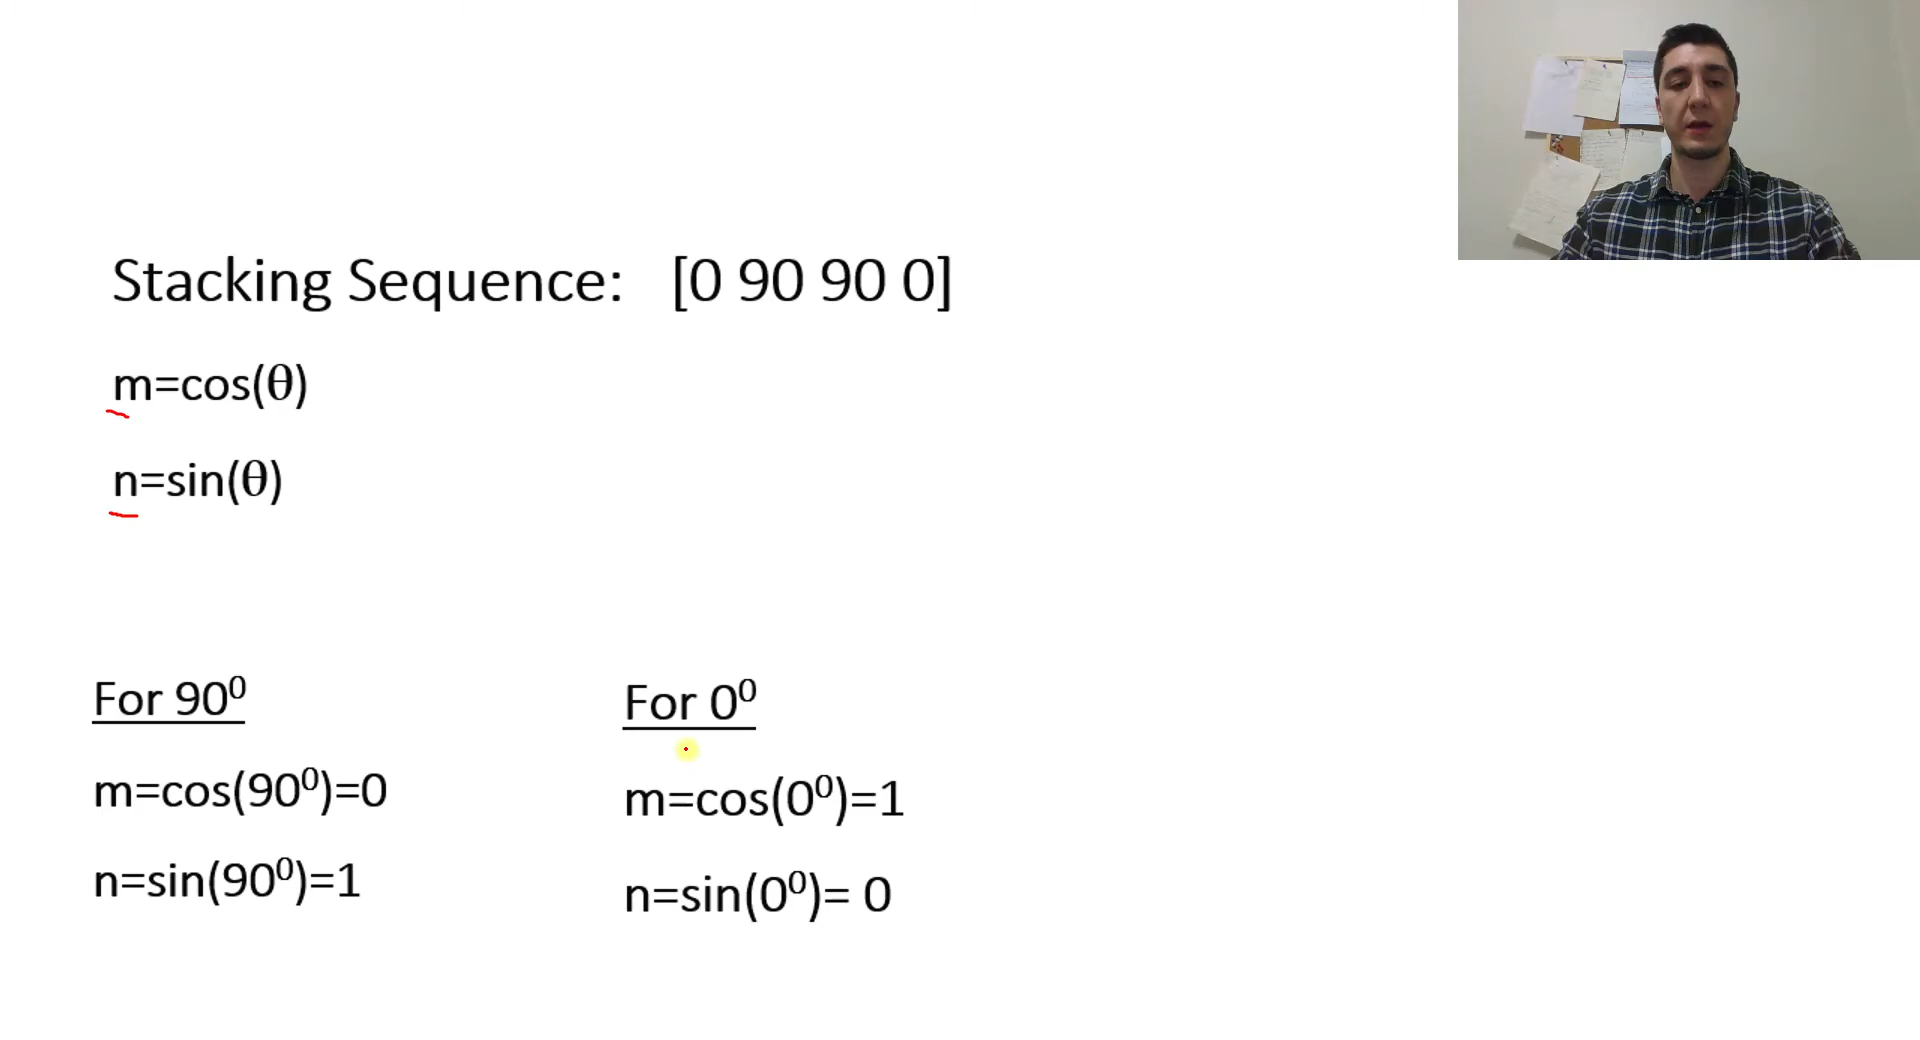 Stacking Sequence: [0 90 90 0]
m=cos(θ)
n=sin(θ)
For 90⁰
m=cos(90⁰)=0
n=sin(90⁰)=1
For 0⁰
m=cos(0⁰)=1
n=sin(0⁰)= 0